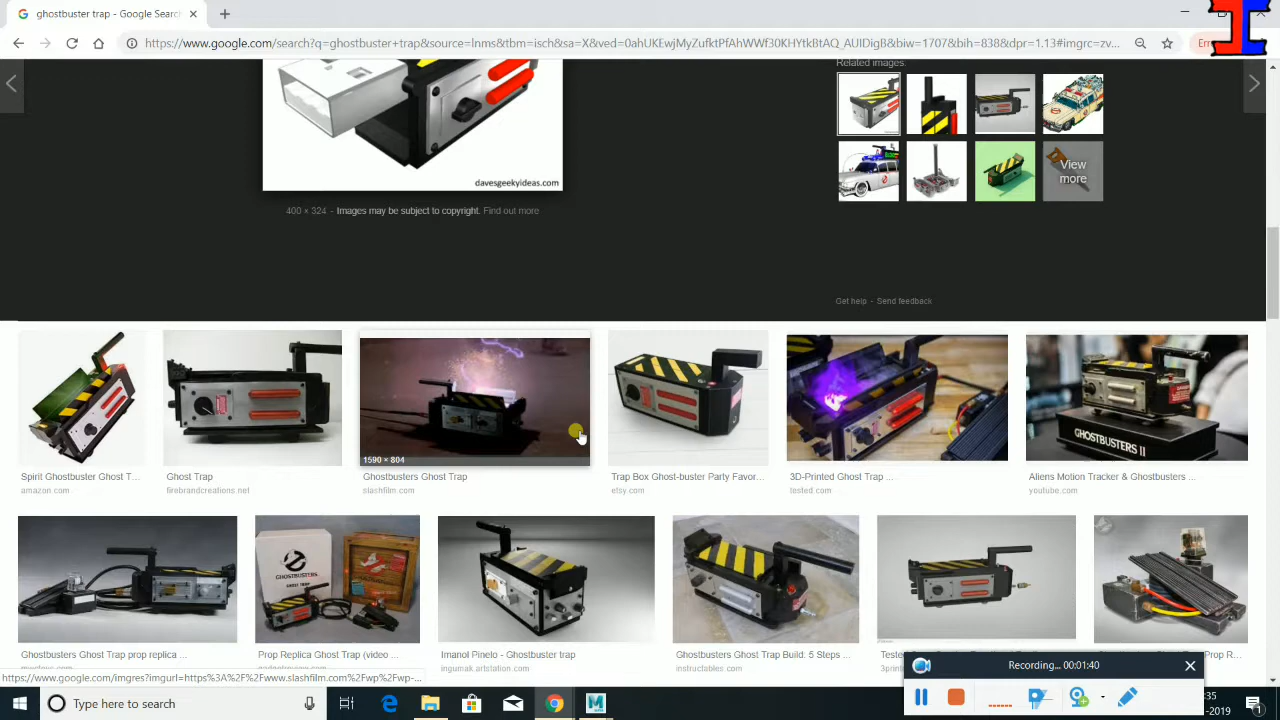 ghostbuster trap - Google Search
https://www.google.com/search?q=ghostbuster+trap&source=lnms&tbm=isch&sa=X&ved=0ahUKEwjMyZufktPfAhWWf30KHYtkBtAQ_AUIDigB&biw=1707&bih=838&dpr=1.13#imgrc=zv...
Related images:
View
more
davesgeekyideas.com
400 × 324 - Images may be subject to copyright. Find out more
Get help - Send feedback
1590 × 804
GHOSTBUSTERS II
Spirit Ghostbuster Ghost T...
Ghost Trap
Ghostbusters Ghost Trap
Trap Box Ghost-buster Party Favor...
3D-Printed Ghost Trap ...
Aliens Motion Tracker & Ghostbusters ...
amazon.com
firebrandcreations.net
slashfilm.com
etsy.com
tested.com
youtube.com
GHOSTBUSTERS
GHOST TRAP
Ghostbusters Ghost Trap prop replica ...
Prop Replica Ghost Trap (video ...
Imanol Pinelo - Ghostbuster trap
Ghostbusters Ghost Trap Build: 5 Steps ...
ingumak.artstation.com
instructables.com
https://www.google.com/imgres?imgurl=https%3A%2F%2Fwww.slashfilm.com%2Fwp%2Fwp-...
Recording... 00:01:40
Type here to search
:35
-2019
1